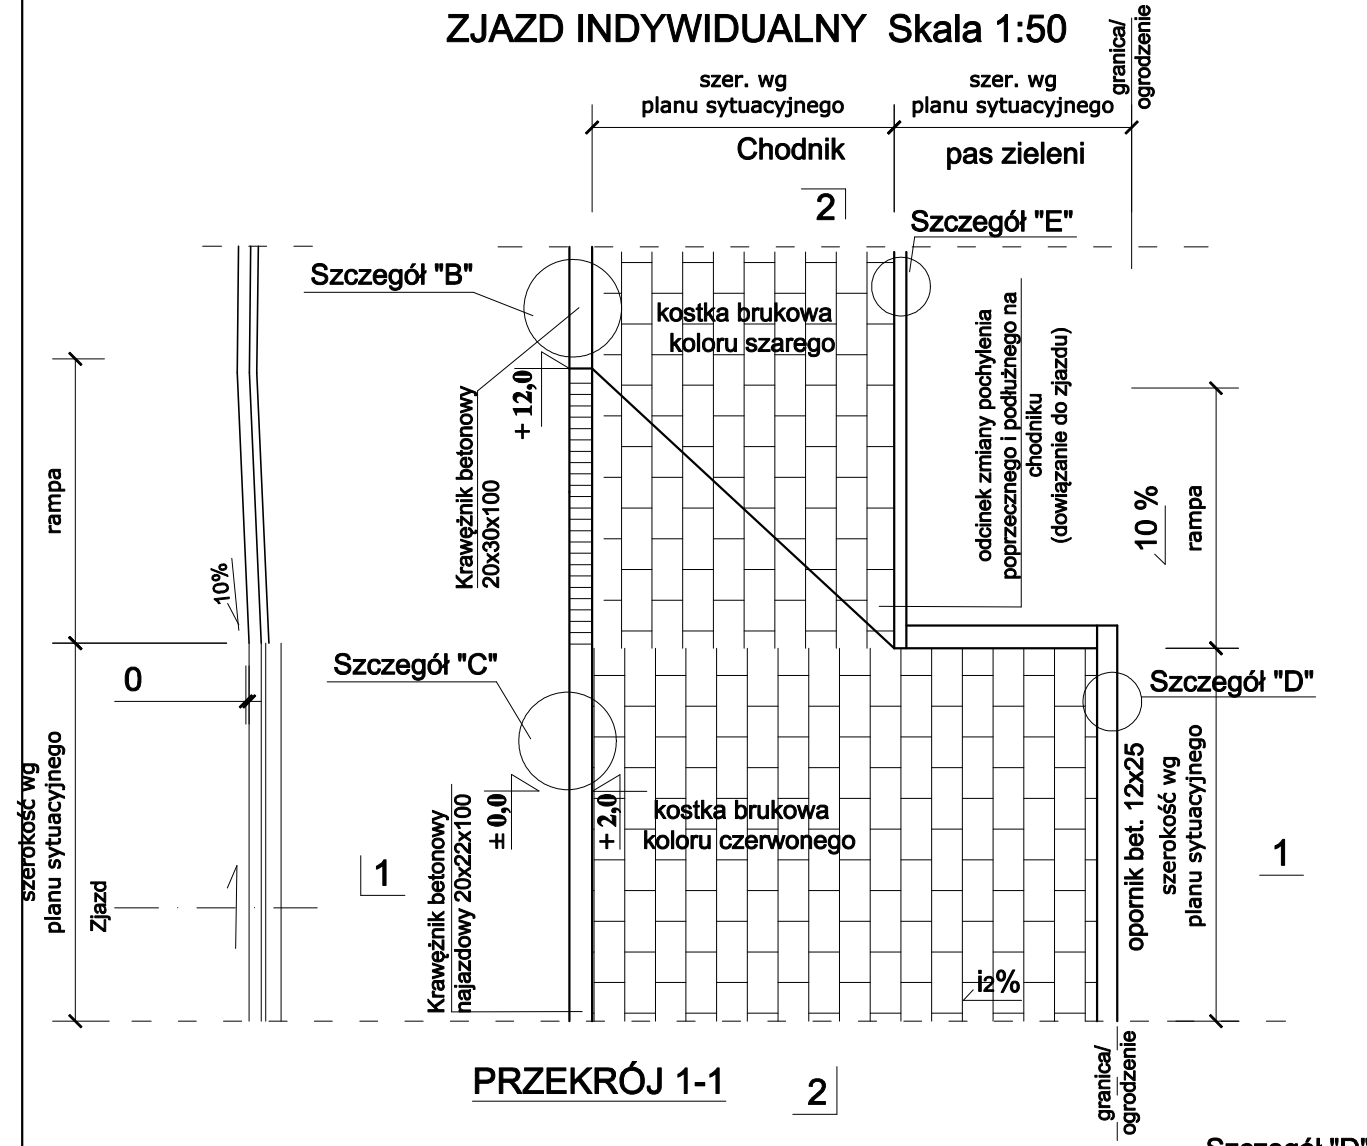 ZJAZD INDYWIDUALNY Skala 1:50
granica/
ogrodzenie
szer. wg
planu sytuacyjnego
szer. wg
planu sytuacyjnego
Chodnik
pas zieleni
2
Szczegół "E"
Szczegół "B"
kostka brukowa
koloru szarego
odcinek zmiany pochylenia
poprzecznego i podłużnego na
chodniku
(dowiązanie do zjazdu)
+ 12,0
Krawężnik betonowy
20x30x100
rampa
10%
10 %
rampa
Szczegół "C"
0
Szczegół "D"
szerokość wg
planu sytuacyjnego
Zjazd
1
Krawężnik betonowy
najazdowy 20x22x100
± 0,0
+ 2,0
kostka brukowa
koloru czerwonego
opornik bet. 12x25
szerokość wg
planu sytuacyjnego
1
i2%
PRZEKRÓJ 1-1
2
granica/
ogrodzenie
Szczegół "D"